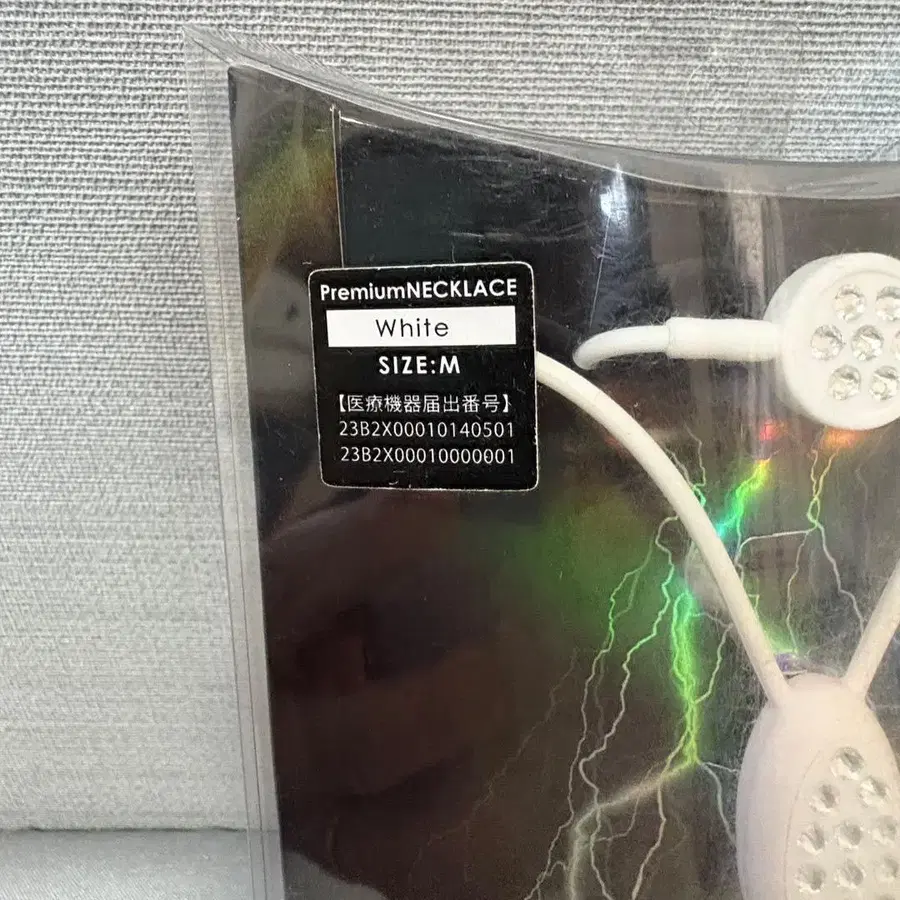 PremiumNECKLACE
White
SIZE:M
【医療機器届出番号】
23B2X00010140501
23B2X00010000001